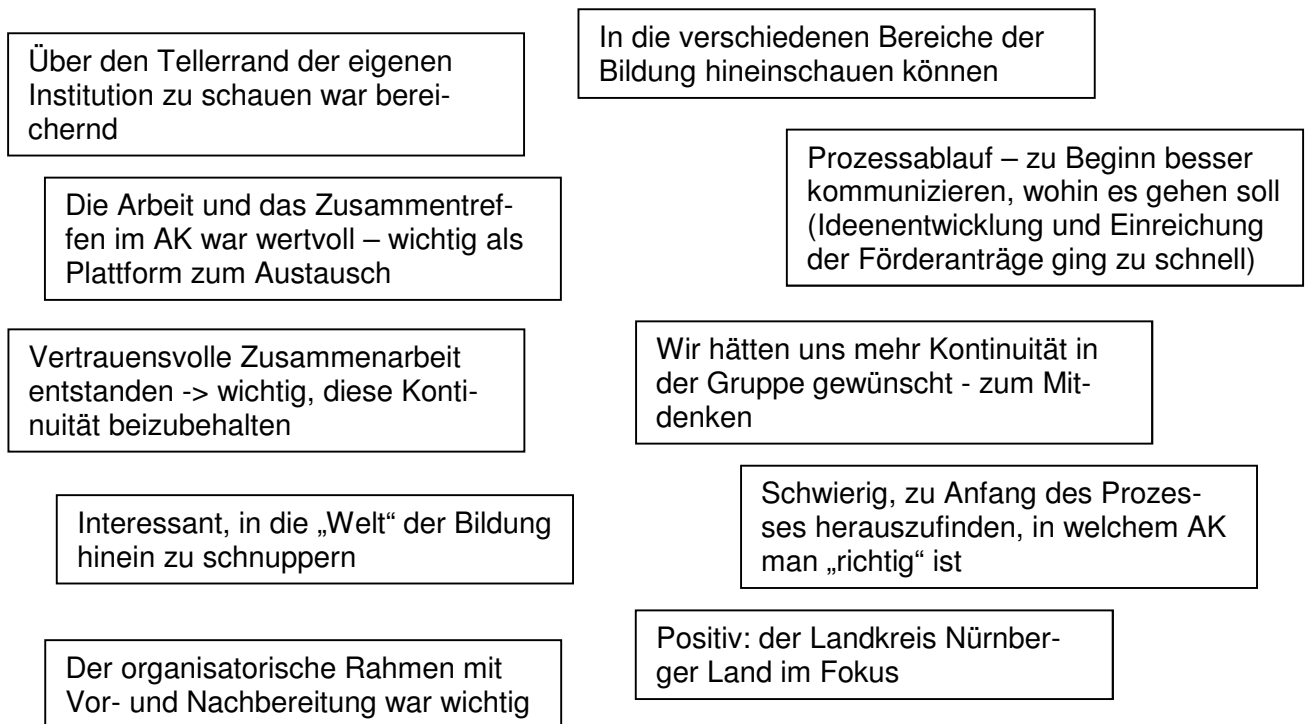 Über den Tellerrand der eigenen
Institution zu schauen war berei-
chernd
In die verschiedenen Bereiche der
Bildung hineinschauen können
Die Arbeit und das Zusammentref-
fen im AK war wertvoll – wichtig als
Plattform zum Austausch
Prozessablauf – zu Beginn besser
kommunizieren, wohin es gehen soll
(Ideenentwicklung und Einreichung
der Förderanträge ging zu schnell)
Vertrauensvolle Zusammenarbeit
entstanden -> wichtig, diese Konti-
nuität beizubehalten
Wir hätten uns mehr Kontinuität in
der Gruppe gewünscht - zum Mit-
denken
Interessant, in die „Welt“ der Bildung
hinein zu schnuppern
Schwierig, zu Anfang des Prozes-
ses herauszufinden, in welchem AK
man „richtig“ ist
Der organisatorische Rahmen mit
Vor- und Nachbereitung war wichtig
Positiv: der Landkreis Nürnber-
ger Land im Fokus